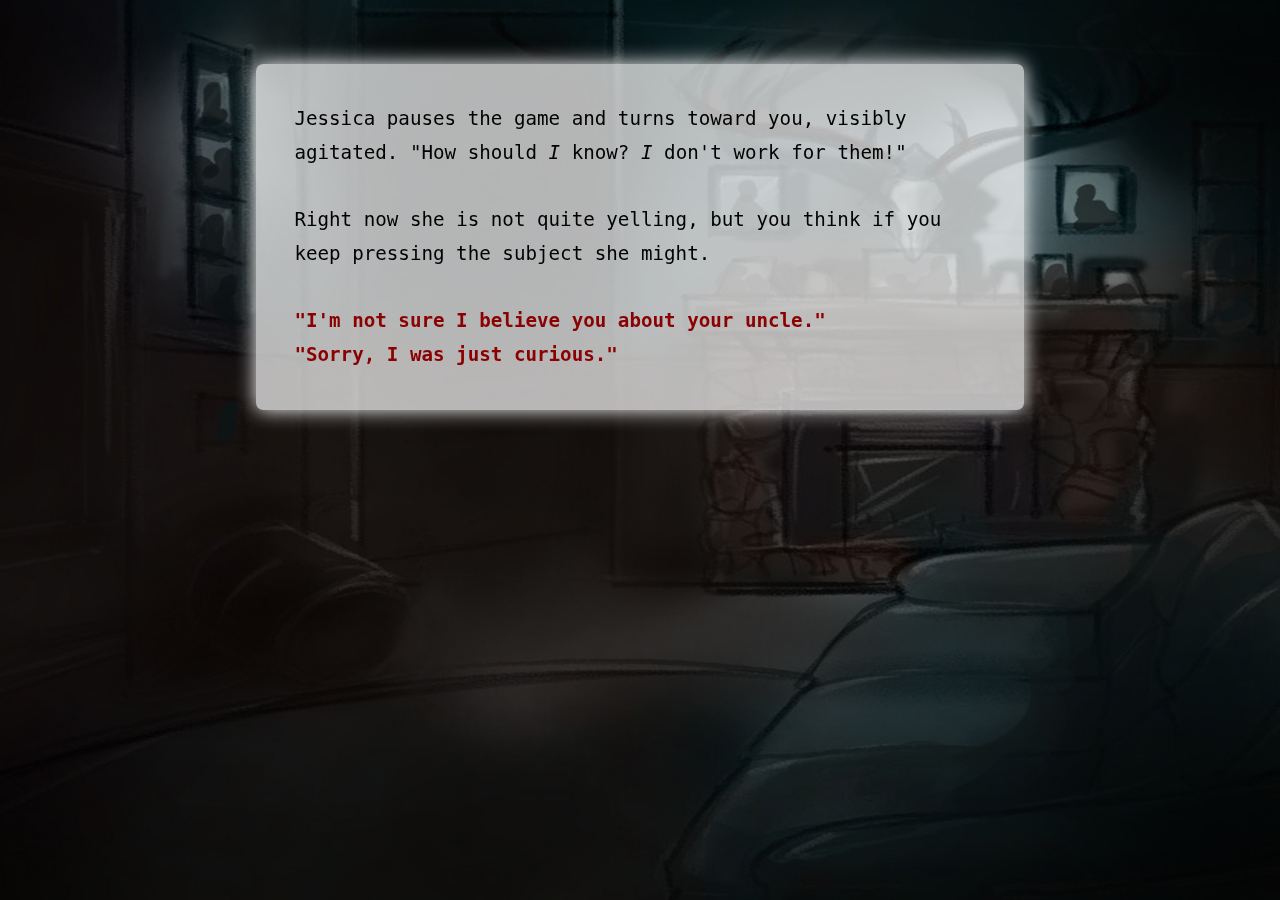 Jessica pauses the game and turns toward you, visibly
agitated. "How should I know? I don't work for them!"
Right now she is not quite yelling, but you think if you
keep pressing the subject she might.
"I'm not sure I believe you about your uncle."
"Sorry, I was just curious."